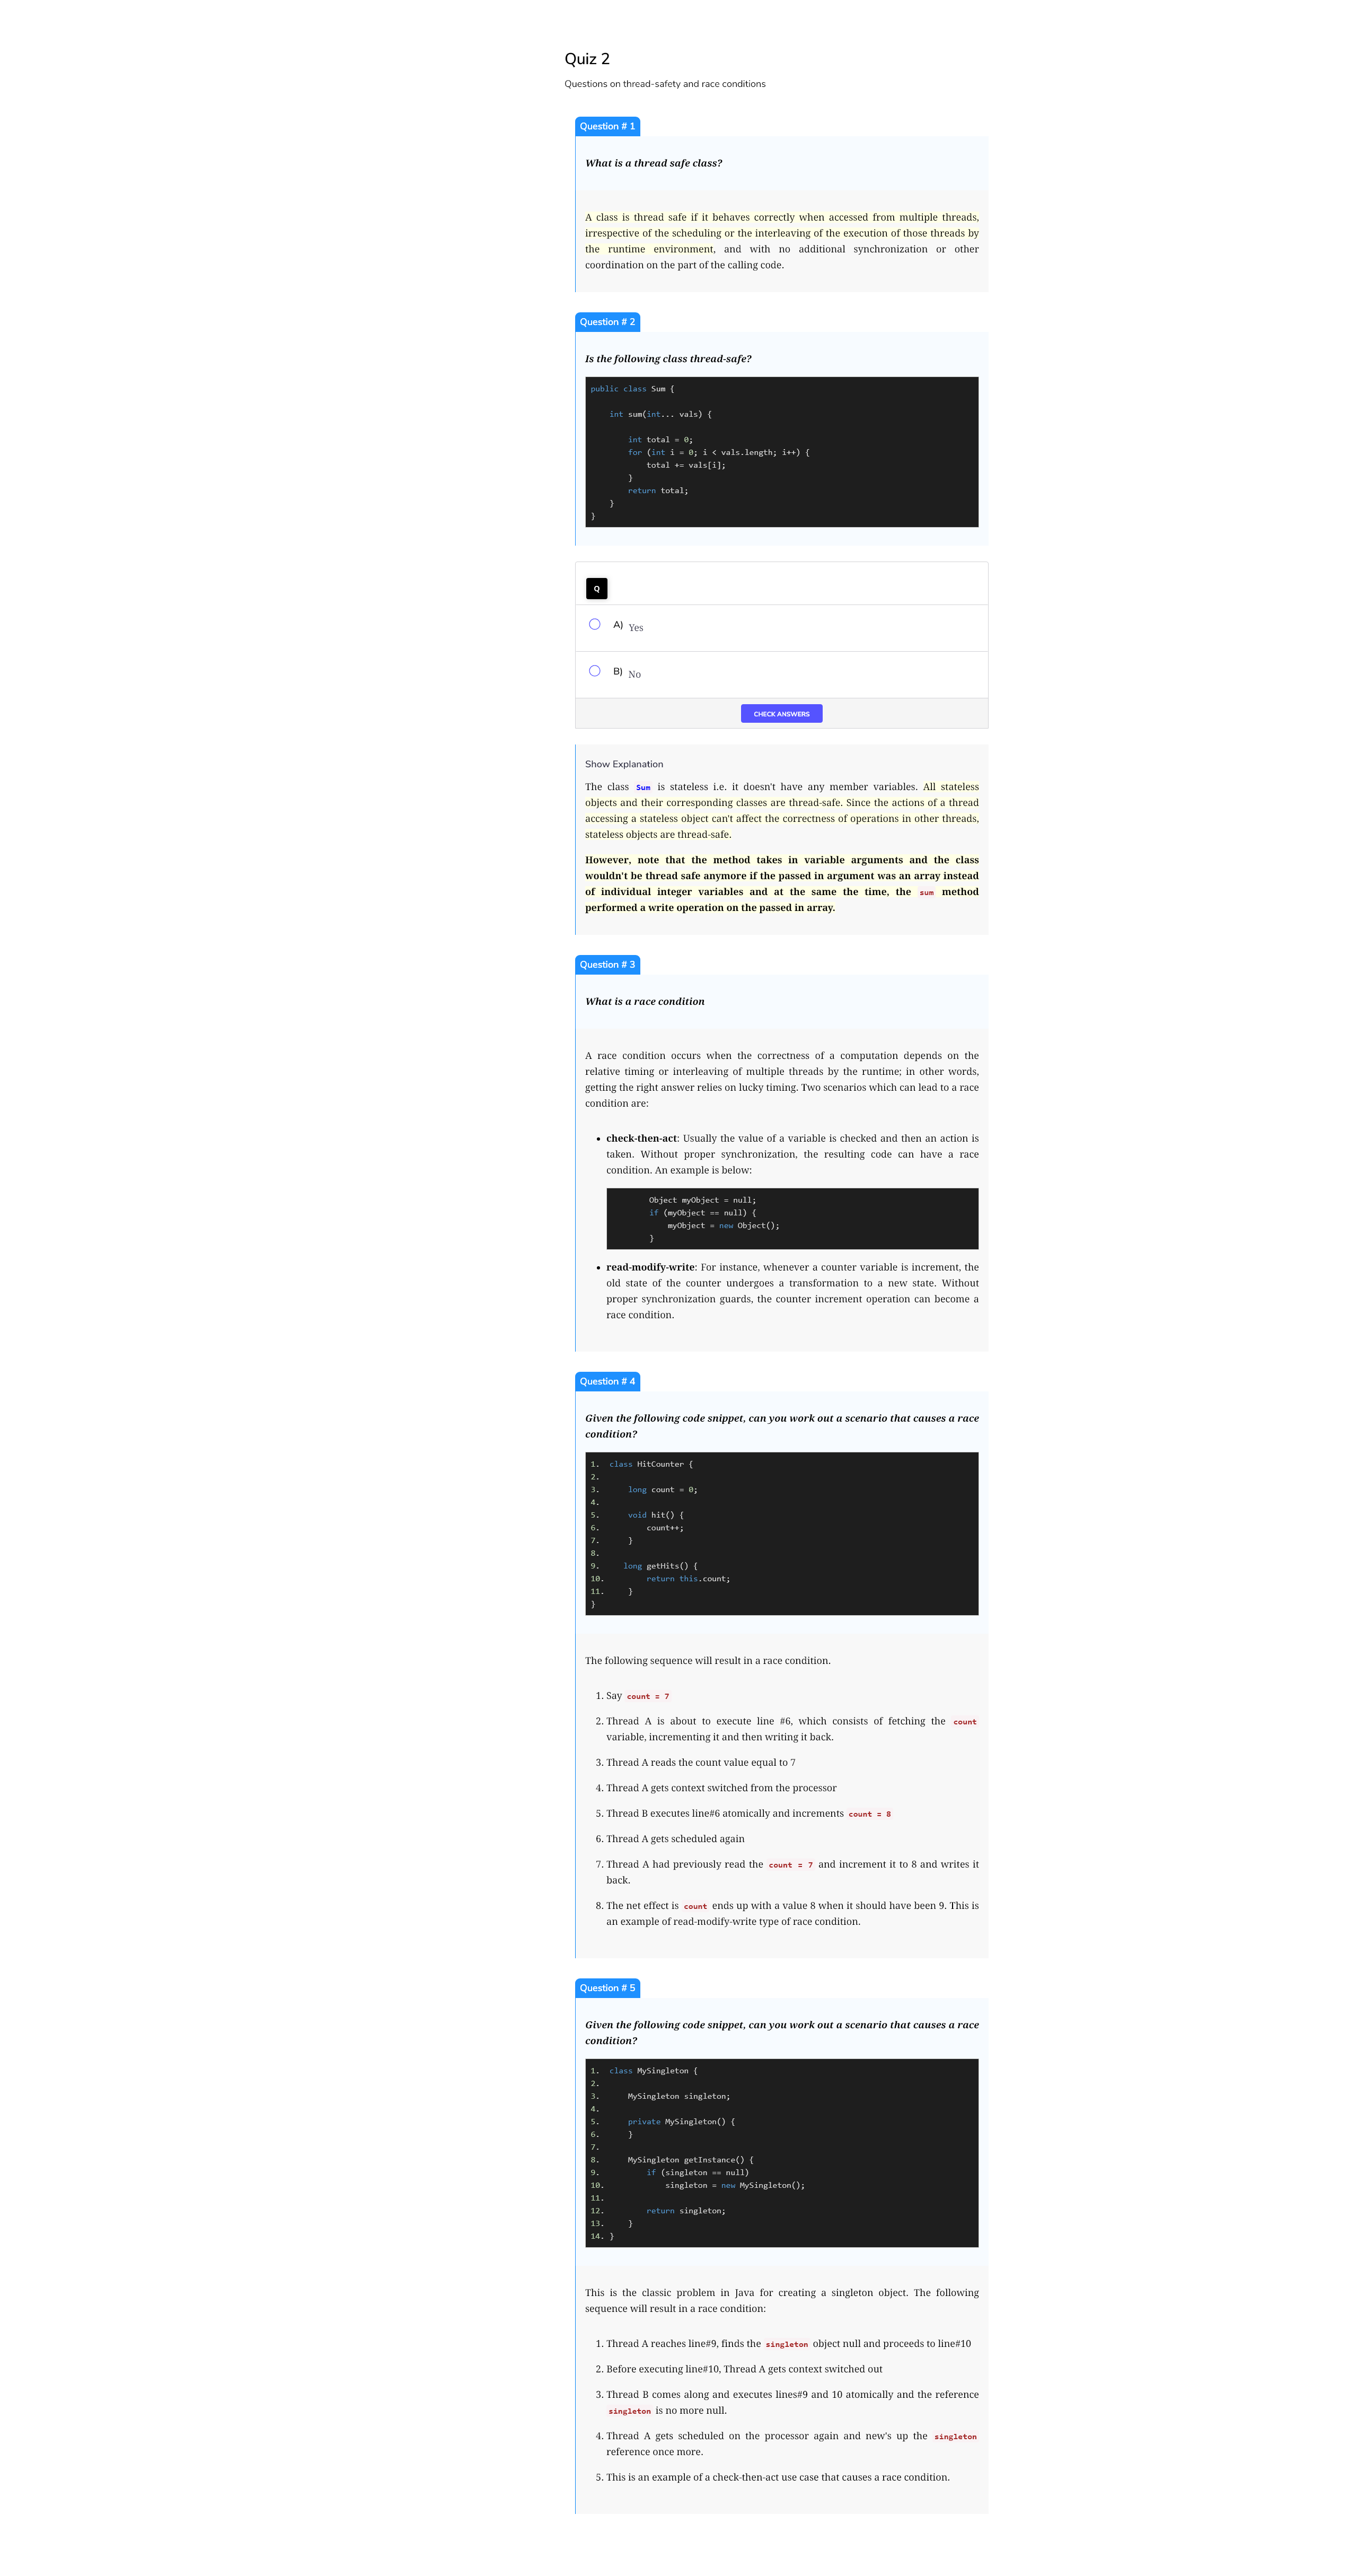 Quiz 2
Questions on thread-safety and race conditions
Question # 1
What is a thread safe class?
A class is thread safe if it behaves correctly when accessed from multiple threads,
irrespective of the scheduling or the interleaving of the execution of those threads by
the runtime environment, and with no additional synchronization or other
coordination on the part of the calling code.
Question # 2
Is the following class thread-safe?
public class Sum {
int sum(int... vals) {
int total = 0;
for (int i = 0; i < vals.length; i++) {
total += vals[i];
}
return total;
}
}
Q
A) Yes
B) No
CHECK ANSWERS
Show Explanation
The class Sum is stateless i.e. it doesn't have any member variables. All stateless
objects and their corresponding classes are thread-safe. Since the actions of a thread
accessing a stateless object can't affect the correctness of operations in other threads,
stateless objects are thread-safe.
However, note that the method takes in variable arguments and the class
wouldn't be thread safe anymore if the passed in argument was an array instead
of individual integer variables and at the same the time, the sum method
performed a write operation on the passed in array.
Question # 3
What is a race condition
A race condition occurs when the correctness of a computation depends on the
relative timing or interleaving of multiple threads by the runtime; in other words,
getting the right answer relies on lucky timing. Two scenarios which can lead to a race
condition are:
• check-then-act: Usually the value of a variable is checked and then an action is
taken. Without proper synchronization, the resulting code can have a race
condition. An example is below:
Object myObject = null;
if (myObject == null) {
myObject = new Object();
}
• read-modify-write: For instance, whenever a counter variable is increment, the
old state of the counter undergoes a transformation to a new state. Without
proper synchronization guards, the counter increment operation can become a
race condition.
Question # 4
Given the following code snippet, can you work out a scenario that causes a race
condition?
1. class HitCounter {
2.
3. long count = 0;
4.
5. void hit() {
6. count++;
7. }
8.
9. long getHits() {
10. return this.count;
11. }
}
The following sequence will result in a race condition.
1. Say count = 7
2. Thread A is about to execute line #6, which consists of fetching the count
variable, incrementing it and then writing it back.
3. Thread A reads the count value equal to 7
4. Thread A gets context switched from the processor
5. Thread B executes line#6 atomically and increments count = 8
6. Thread A gets scheduled again
7. Thread A had previously read the count = 7 and increment it to 8 and writes it
back.
8. The net effect is count ends up with a value 8 when it should have been 9. This is
an example of read-modify-write type of race condition.
Question # 5
Given the following code snippet, can you work out a scenario that causes a race
condition?
1. class MySingleton {
2.
3. MySingleton singleton;
4.
5. private MySingleton() {
6. }
7.
8. MySingleton getInstance() {
9. if (singleton == null)
10. singleton = new MySingleton();
11.
12. return singleton;
13. }
14. }
This is the classic problem in Java for creating a singleton object. The following
sequence will result in a race condition:
1. Thread A reaches line#9, finds the singleton object null and proceeds to line#10
2. Before executing line#10, Thread A gets context switched out
3. Thread B comes along and executes lines#9 and 10 atomically and the reference
singleton is no more null.
4. Thread A gets scheduled on the processor again and new's up the singleton
reference once more.
5. This is an example of a check-then-act use case that causes a race condition.